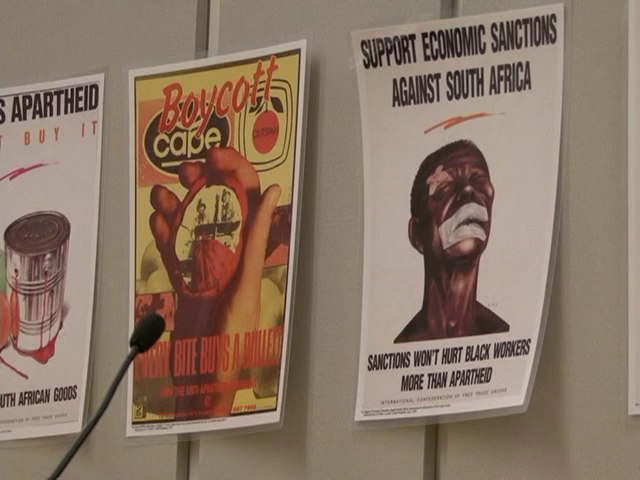 S APARTHEID
T BUY IT
UTH AFRICAN GOODS
Boycott
cape
OUTSPAN
EVERY BITE BUYS A BULLET
SUPPORT ECONOMIC SANCTIONS
AGAINST SOUTH AFRICA
SANCTIONS WON'T HURT BLACK WORKERS
MORE THAN APARTHEID
INTERNATIONAL CONFEDERATION OF FREE TRADE UNIONS